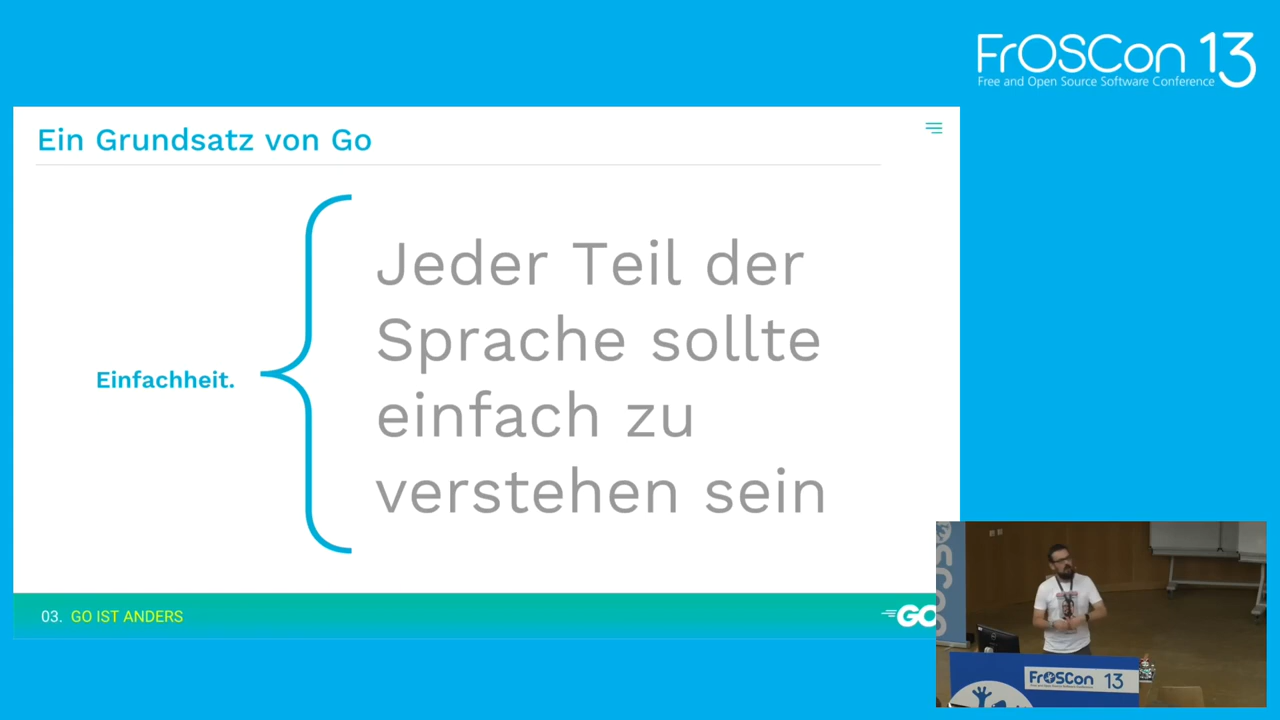 FrOSCon 13
Free and Open Source Software Conference
Ein Grundsatz von Go
Jeder Teil der
Sprache sollte
einfach zu
verstehen sein
Einfachheit.
03. GO IST ANDERS
GO
FrOSCon 13